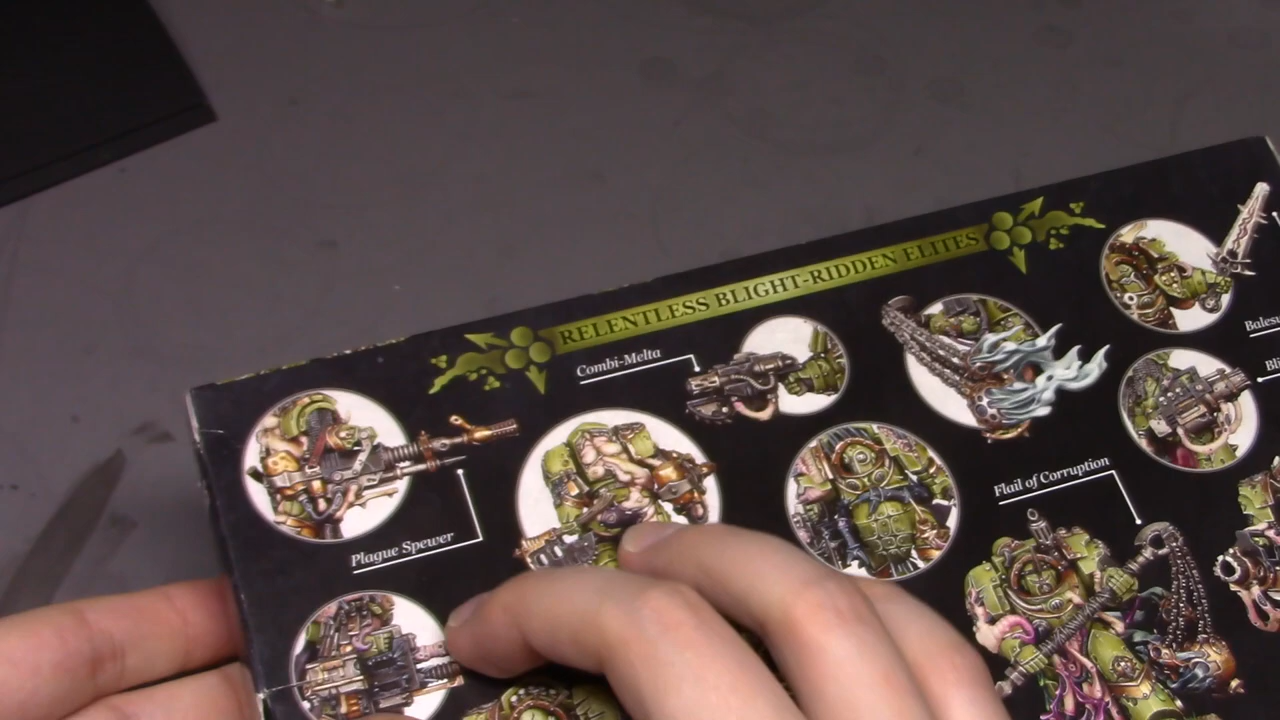 RELENTLESS BLIGHT-RIDDEN ELITES
Combi-Melta
Plague Spewer
Flail of Corruption